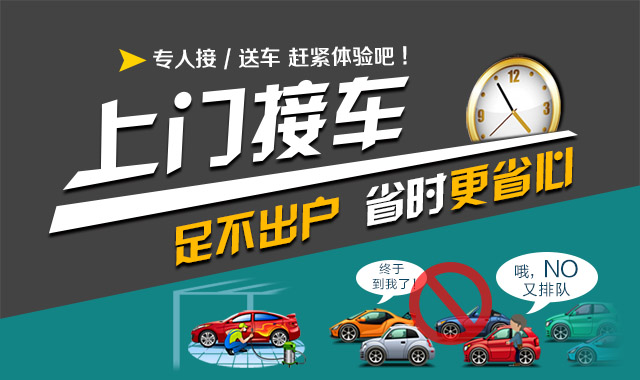 专人接 / 送车 赶紧体验吧！
上门接车
12
足不出户 省时更省心
终于
到我了！
哦，NO
又排队